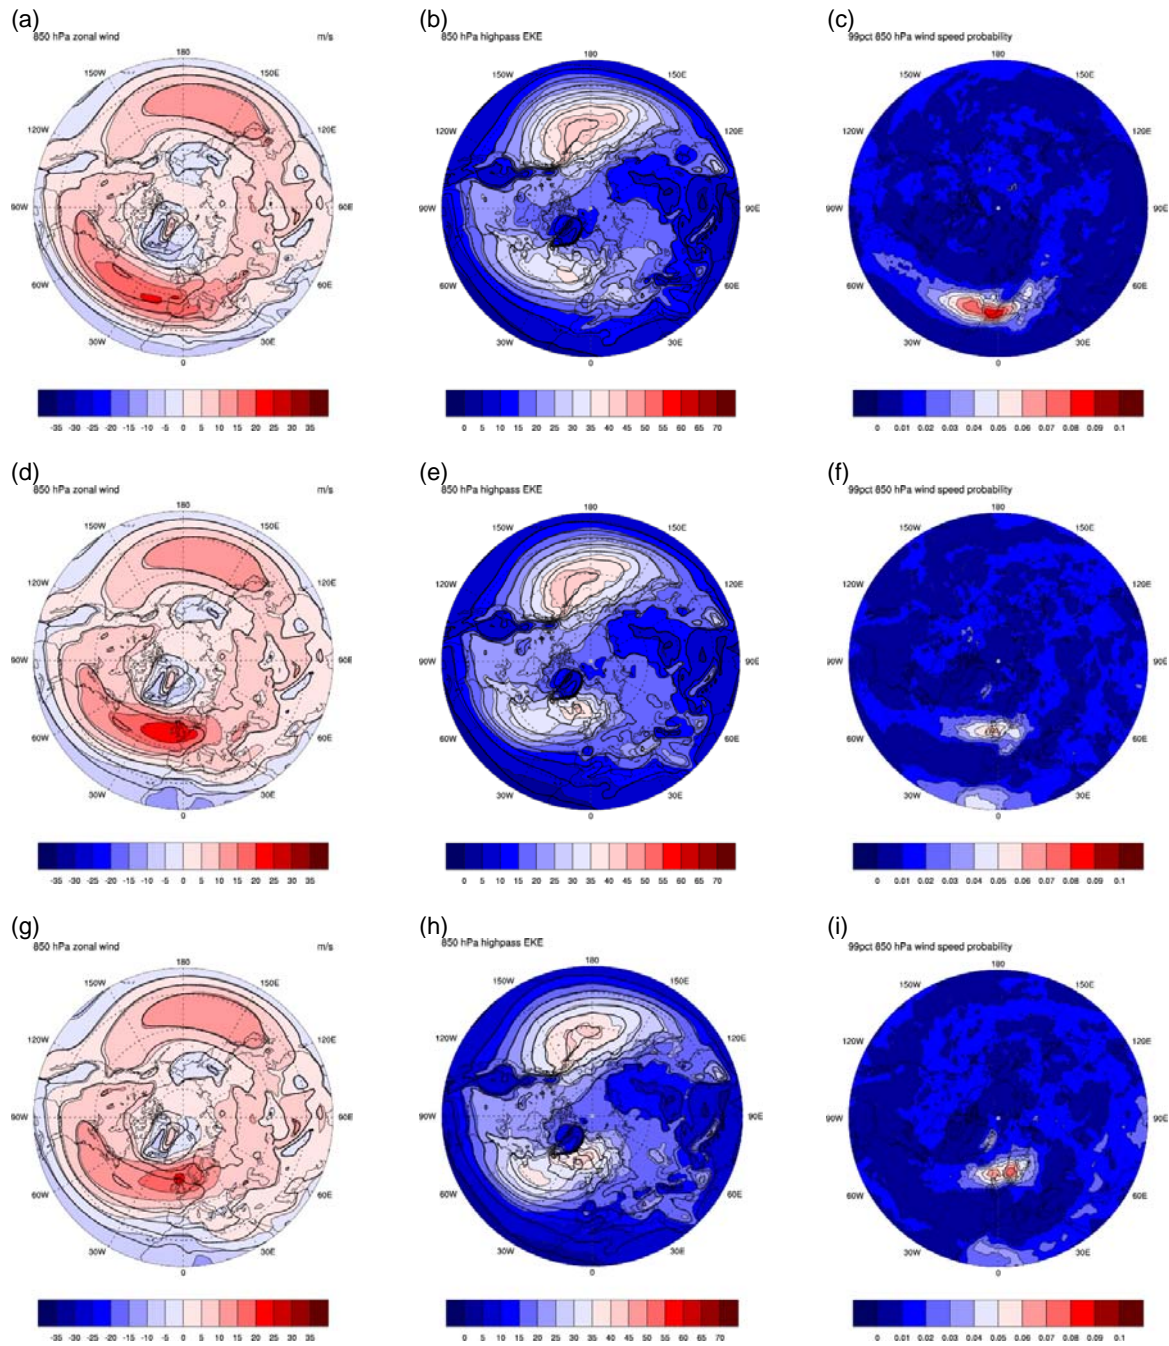 (a) (b) (c)
850 hPa zonal wind m/s 850 hPa highpass EKE 99pct 850 hPa wind speed probability
180 180 180
150W 150E 150W 150E 150W 150E
120W 120E 120W 120E 120W 120E
90W 90E 90W 90E 90W 90E
60W 60E 60W 60E 60W 60E
30W 30E 30W 30E 30W 30E
0 0 0
-35 -30 -25 -20 -15 -10 -5 0 5 10 15 20 25 30 35 0 5 10 15 20 25 30 35 40 45 50 55 60 65 70 0 0.01 0.02 0.03 0.04 0.06 0.07 0.08 0.09 0.1
(d) (e) (f)
850 hPa zonal wind m/s 850 hPa highpass EKE 99pct 850 hPa wind speed probability
180 180 180
150W 150E 150W 150E 150W 150E
120W 120E 120W 120E 120W 120E
90W 90E 90W 90E 90W 90E
60W 60E 60W 60E 60W 60E
30W 30E 30W 30E 30W 30E
0 0 0
-35 -30 -25 -20 -15 -10 -5 0 5 10 15 20 25 30 35 0 5 10 15 20 25 30 35 40 45 50 55 60 65 70 0 0.01 0.02 0.03 0.04 0.06 0.07 0.08 0.09 0.1
(g) (h) (i)
850 hPa zonal wind m/s 850 hPa highpass EKE 99pct 850 hPa wind speed probability
180 180 180
150W 150E 150W 150E 150W 150E
120W 120E 120W 120E 120W 120E
90W 90E 90W 90E 90W 90E
60W 60E 60W 60E 60W 60E
30W 30E 30W 30E 30W 30E
0 0 0
-35 -30 -25 -20 -15 -10 -5 0 5 10 15 20 25 30 35 0 5 10 15 20 25 30 35 40 45 50 55 60 65 70 0 0.01 0.02 0.03 0.04 0.06 0.07 0.08 0.09 0.1